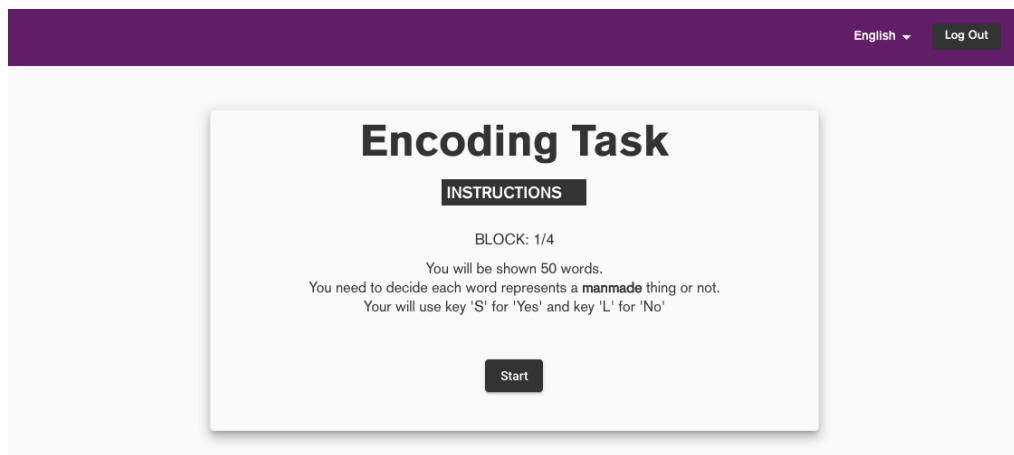 English
Log Out
Encoding Task
INSTRUCTIONS
BLOCK: 1/4
You will be shown 50 words.
You need to decide each word represents a manmade thing or not.
Your will use key 'S' for 'Yes' and key 'L' for 'No'
Start